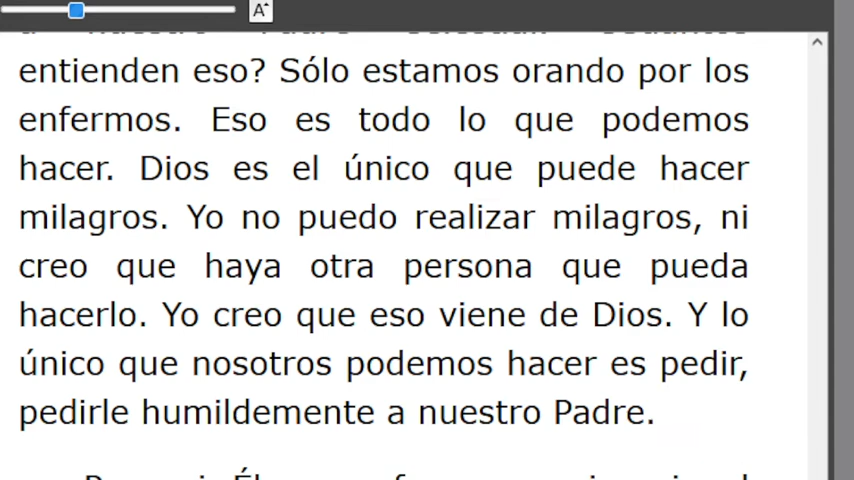 A
entienden eso? Sólo estamos orando por los
enfermos. Eso es todo lo que podemos
hacer. Dios es el único que puede hacer
milagros. Yo no puedo realizar milagros, ni
creo que haya otra persona que pueda
hacerlo. Yo creo que eso viene de Dios. Y lo
único que nosotros podemos hacer es pedir,
pedirle humildemente a nuestro Padre.